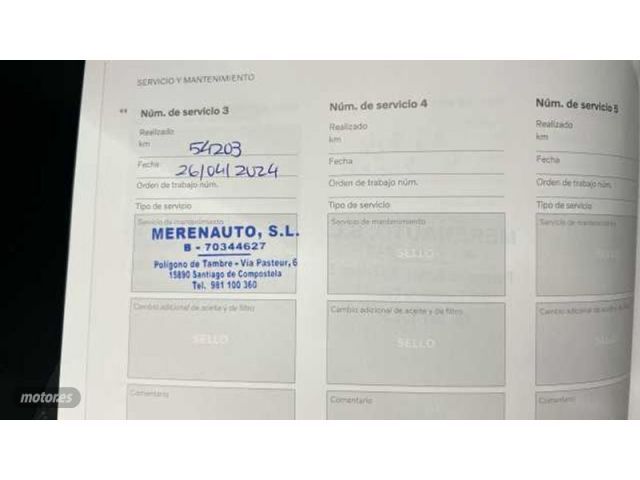 SERVICIO Y MANTENIMIENTO
Núm. de servicio 3
Realizado
km 54203
Fecha 26/04/2024
Orden de trabajo núm.
Tipo de servicio
Servicio de mantenimiento
MERENAUTO, S.L.
B - 70344627
Polígono de Tambre - Vía Pasteur, 6
15890 Santiago de Compostela
Tel. 981 100 360
Cambio adicional de aceite y de filtro
SELLO
Comentario
Núm. de servicio 4
Realizado
km
Fecha
Orden de trabajo núm.
Tipo de servicio
Servicio de mantenimiento
SELLO
Cambio adicional de aceite y de filtro
SELLO
Comentario
Núm. de servicio 5
Realizado
km
Fecha
Orden de trabajo núm.
Tipo de servicio
Servicio de mantenimiento
Cambio adicional de aceite
Comentario
motores